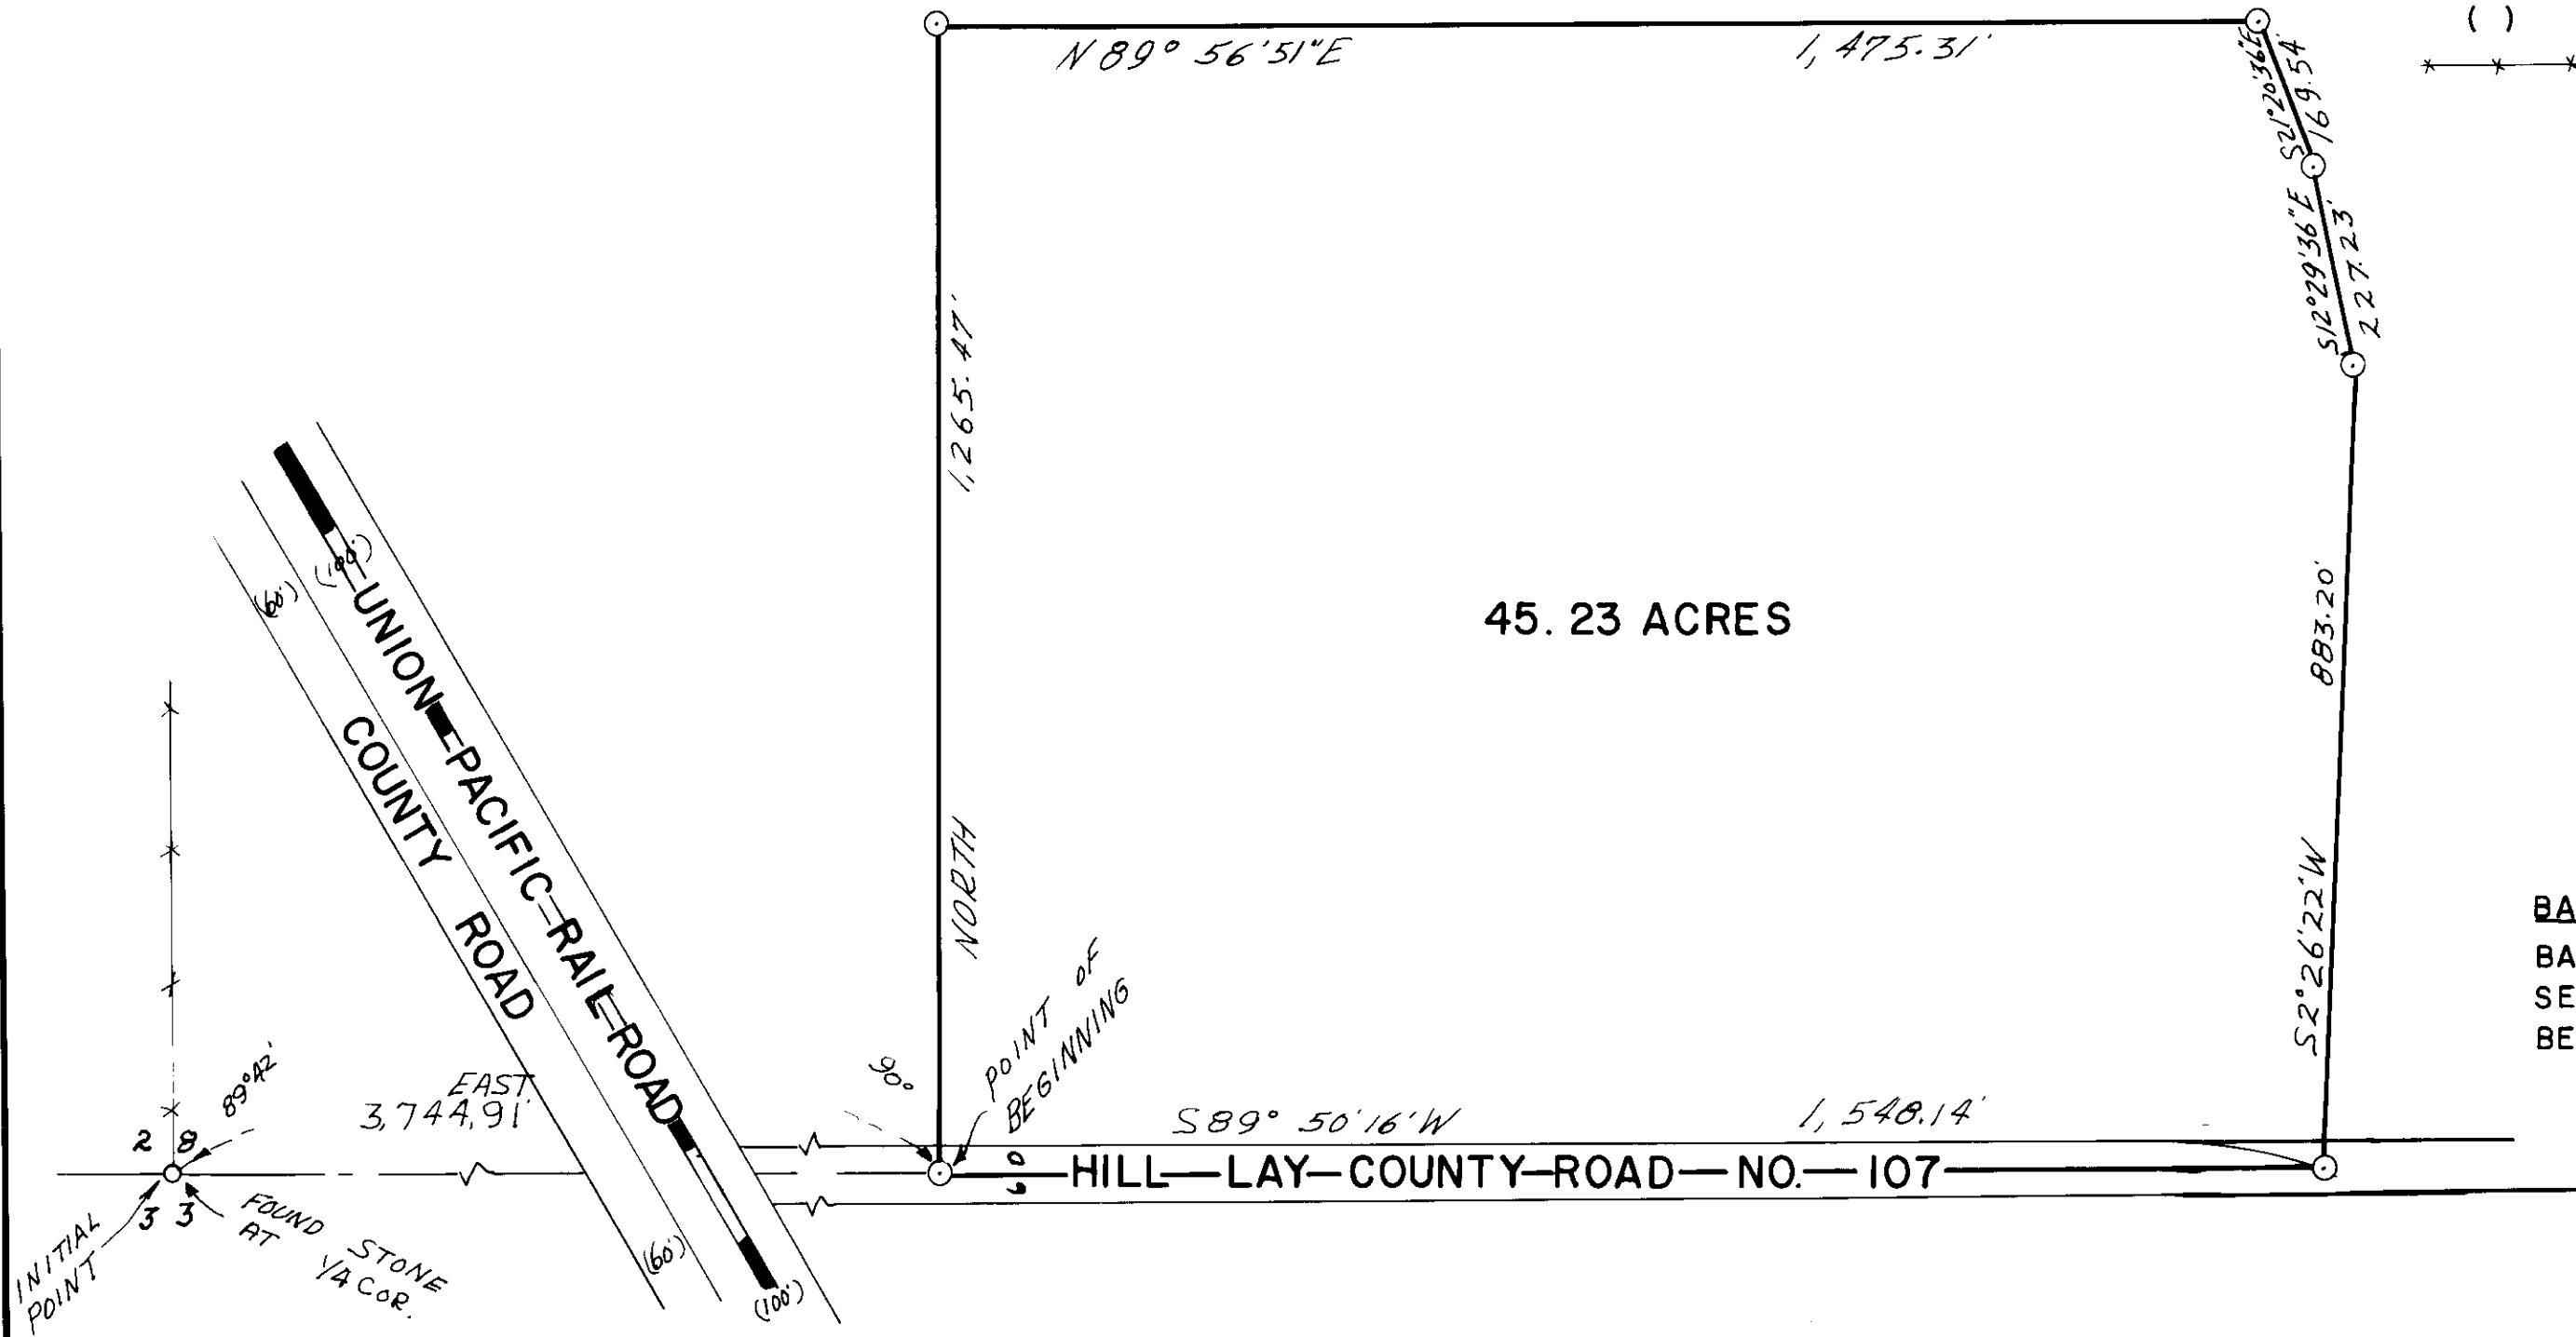 ( )
N 89° 56' 51" E
1,475.31'
S21°20'36"E
169.54'
S12°29'36"E
227.23'
1,265.47'
NORTH
45.23 ACRES
883.20'
S2°26'22"W
(60')
(100')
UNION PACIFIC RAIL ROAD
COUNTY ROAD
(60')
(100')
BA
BA
SE
BE
89°42'
EAST
3,744.91'
90°
POINT OF
BEGINNING
S 89° 50' 16" W
1,548.14'
2 8
3 3
60
HILL LAY COUNTY ROAD NO. 107
INITIAL
POINT
FOUND STONE
AT 1/4 COR.